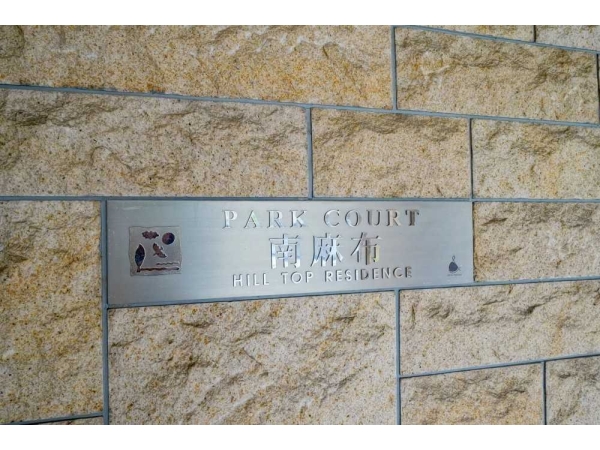 PARK COURT
南麻布
HILL TOP RESIDENCE